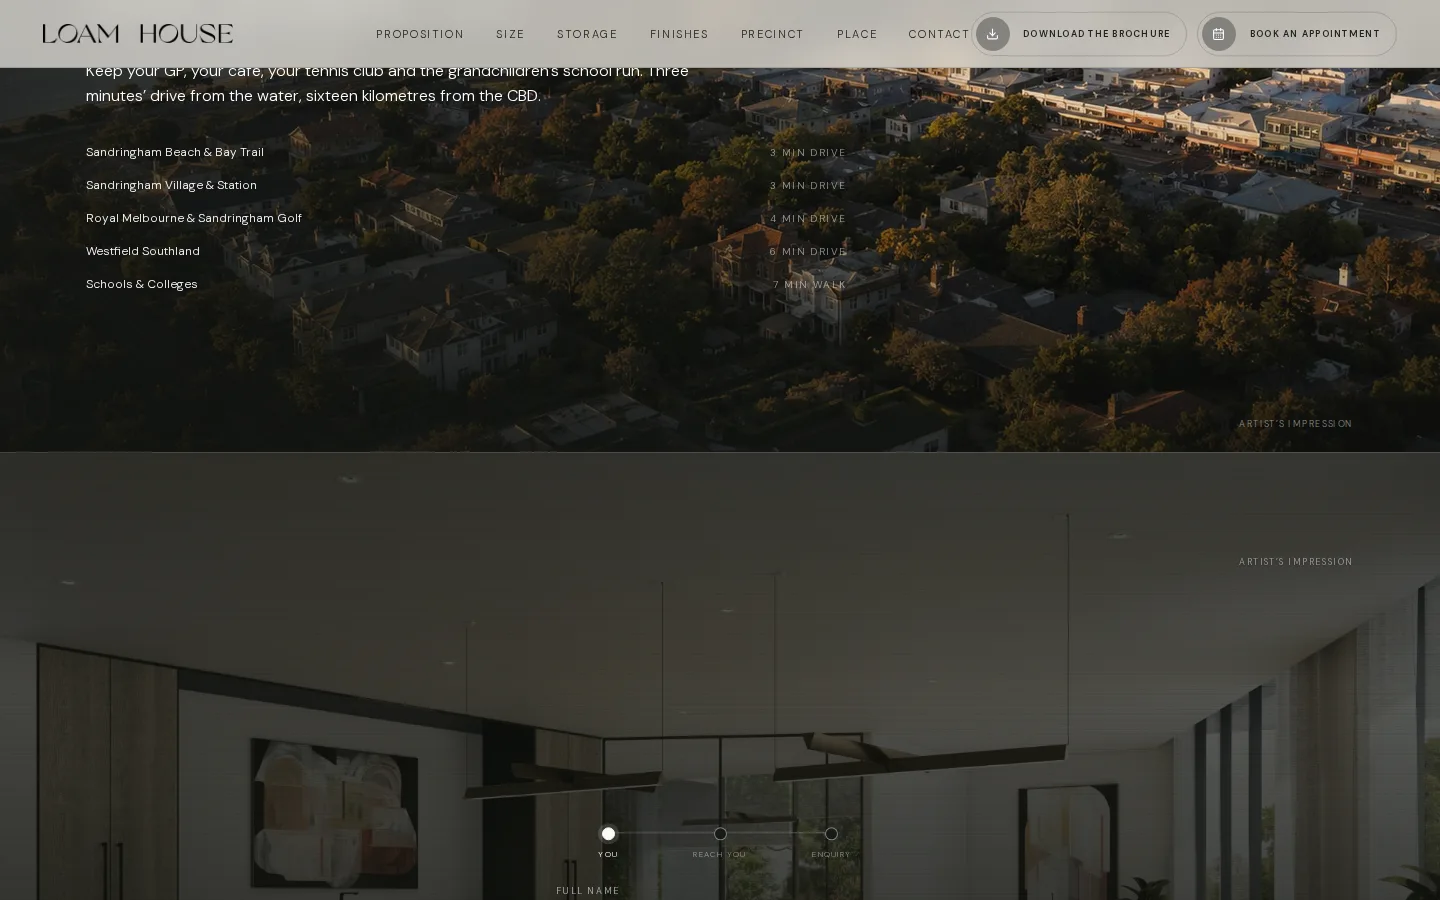 LOAM HOUSE
PROPOSITION
SIZE
STORAGE
FINISHES
PRECINCT
PLACE
CONTACT
DOWNLOAD THE BROCHURE
BOOK AN APPOINTMENT
Keep your GP, your café, your tennis club and the grandchildren’s school run. Three
minutes’ drive from the water, sixteen kilometres from the CBD.
Sandringham Beach & Bay Trail 3 MIN DRIVE
Sandringham Village & Station 3 MIN DRIVE
Royal Melbourne & Sandringham Golf 4 MIN DRIVE
Westfield Southland 6 MIN DRIVE
Schools & Colleges 7 MIN WALK
ARTIST’S IMPRESSION
ARTIST’S IMPRESSION
YOU
REACH YOU
ENQUIRY
FULL NAME